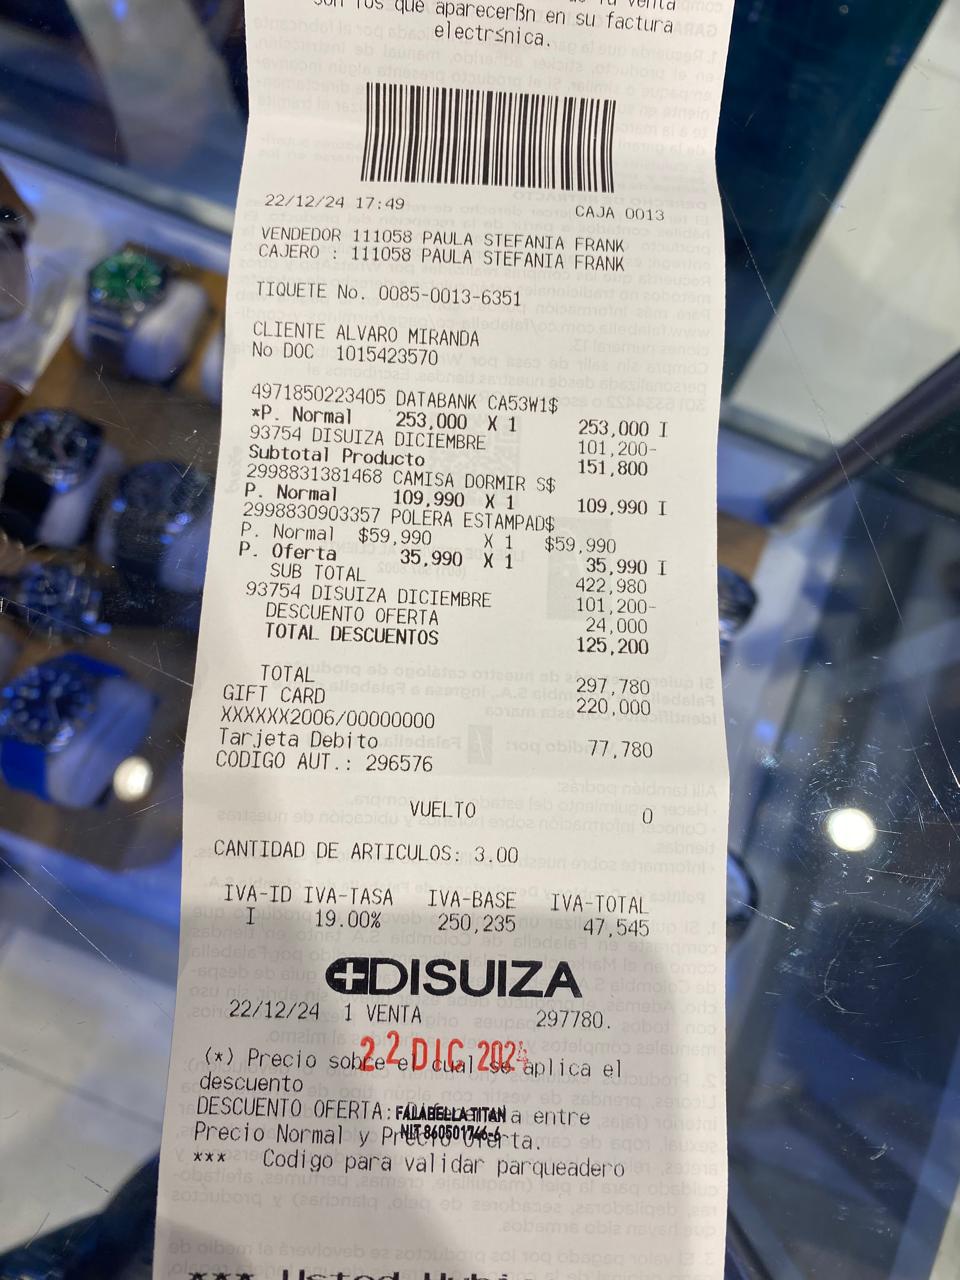 son los que aparecerßn en su factura
electr≤nica.
22/12/24 17:49 CAJA 0013
VENDEDOR 111058 PAULA STEFANIA FRANK
CAJERO : 111058 PAULA STEFANIA FRANK
TIQUETE No. 0085-0013-6351
CLIENTE ALVARO MIRANDA
No DOC 1015423570
4971850223405 DATABANK CA53W1$
*P. Normal 253,000 X 1 253,000 I
93754 DISUIZA DICIEMBRE 101,200-
Subtotal Producto 151,800
2998831381468 CAMISA DORMIR S$
P. Normal 109,990 X 1 109,990 I
2998830903357 POLERA ESTAMPAD$
P. Normal $59,990 X 1 $59,990
P. Oferta 35,990 X 1 35,990 I
SUB TOTAL 422,980
93754 DISUIZA DICIEMBRE 101,200-
DESCUENTO OFERTA 24,000
TOTAL DESCUENTOS 125,200
TOTAL 297,780
GIFT CARD 220,000
XXXXXX2006/00000000
Tarjeta Debito 77,780
CODIGO AUT.: 296576
VUELTO 0
CANTIDAD DE ARTICULOS: 3.00
IVA-ID IVA-TASA IVA-BASE IVA-TOTAL
I 19.00% 250,235 47,545
DISUIZA
22/12/24 1 VENTA 297780.
22 DIC 2024
(*) Precio sobre el cual se aplica el
descuento
DESCUENTO OFERTA: a entre
FALABELLA TITAN
NIT 860501746-6
Precio Normal y Precio Oferta.
*** Codigo para validar parqueadero